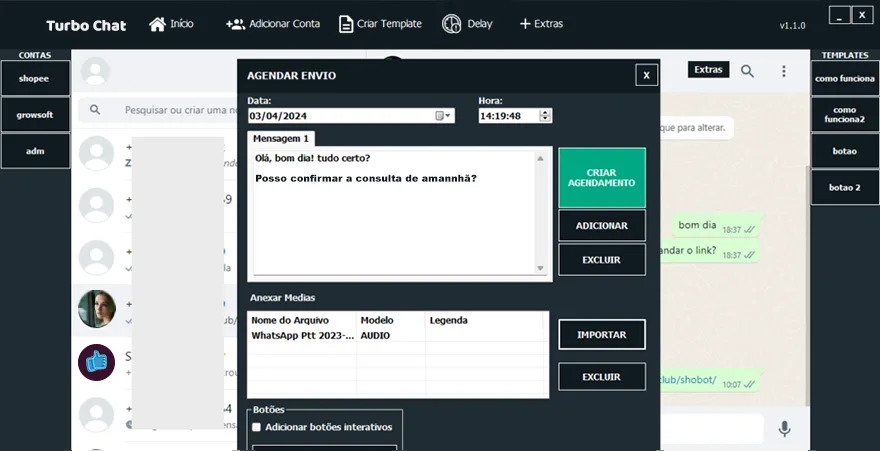 Turbo Chat
Início
Adicionar Conta
Criar Template
Delay
Extras
v1.1.0
_
X
CONTAS
shopee
growsoft
adm
Pesquisar ou criar uma
AGENDAR ENVIO
X
Data:
Hora:
03/04/2024
14:19:48
Mensagem 1
Olá, bom dia! tudo certo?
Posso confirmar a consulta de amannhã?
CRIAR
AGENDAMENTO
ADICIONAR
EXCLUIR
Anexar Medias
Nome do Arquivo Modelo Legenda
WhatsApp Ptt 2023-... AUDIO
IMPORTAR
EXCLUIR
Botões
Adicionar botões interativos
Extras
que para alterar.
bom dia 18:37
andar o link? 18:37
club/shobot/ 10:07
TEMPLATES
como funciona
como
funciona2
botao
botao 2